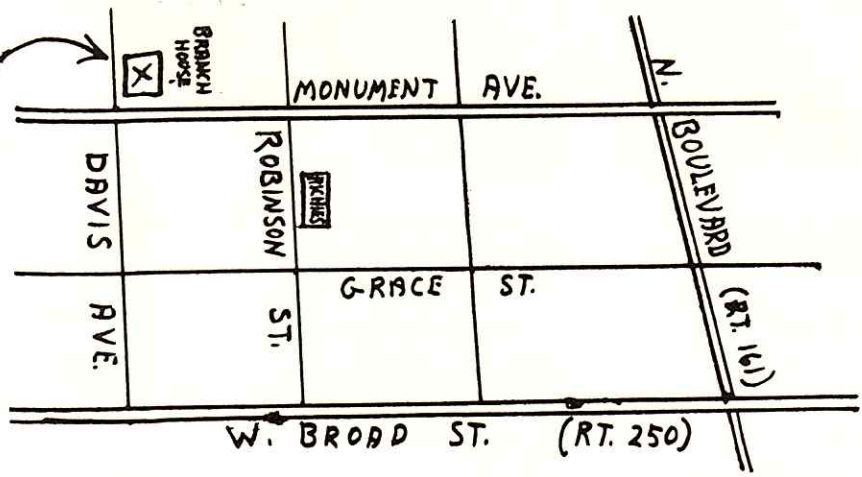 BRANCH
HOUSE
X
MONUMENT AVE.
N. BOULEVARD (RT. 161)
DAVIS AVE.
ROBINSON ST.
GRACE ST.
W. BROAD ST. (RT. 250)